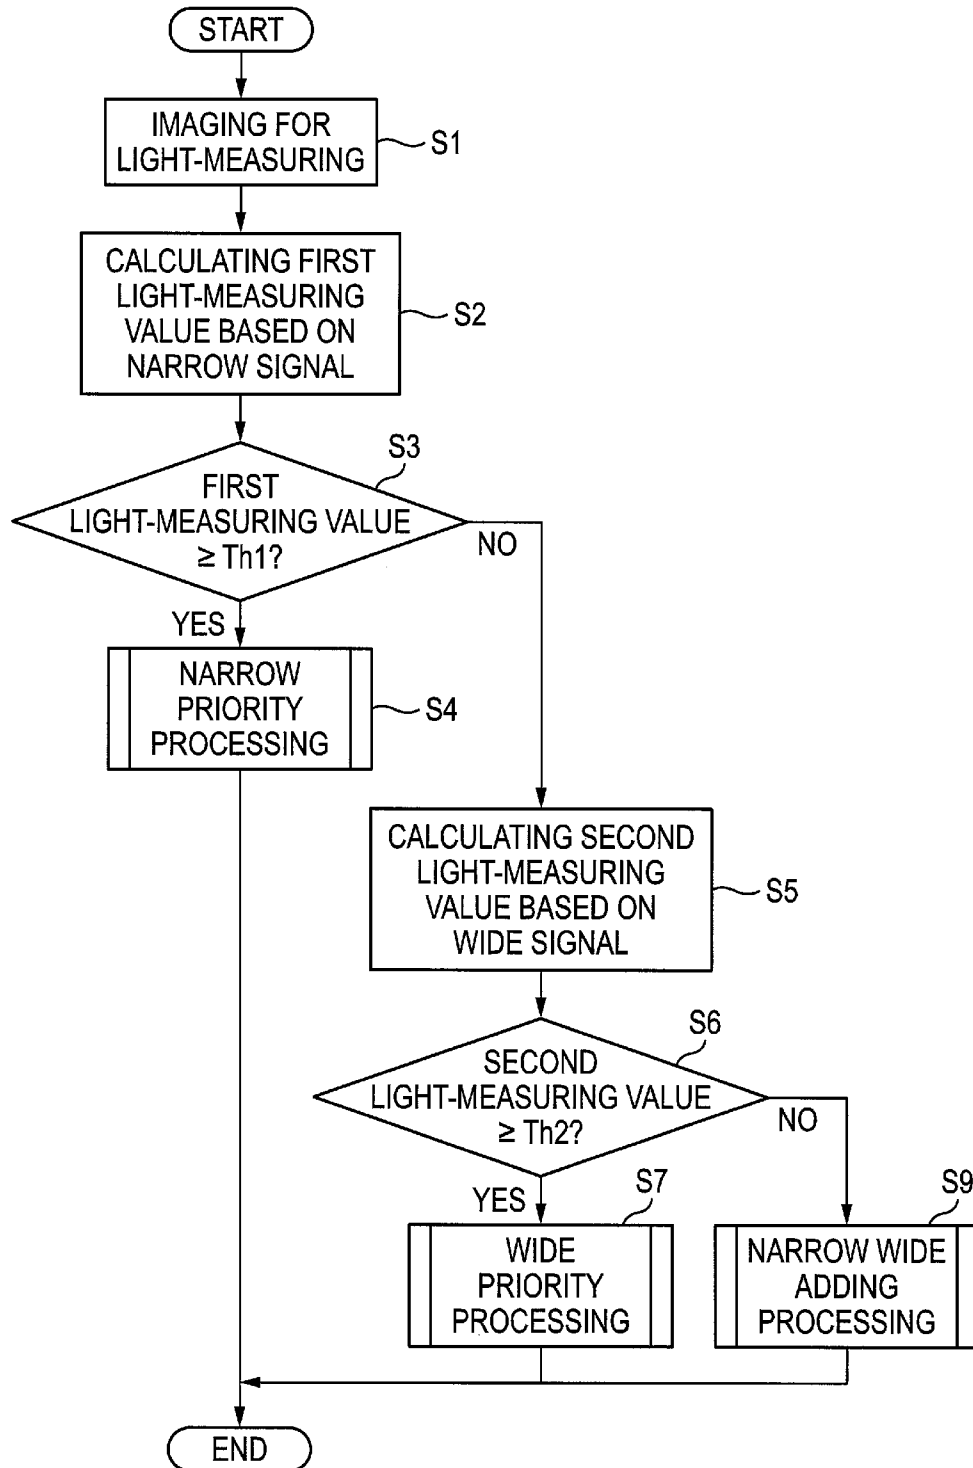 START
IMAGING FOR
LIGHT-MEASURING
S1
CALCULATING FIRST
LIGHT-MEASURING
VALUE BASED ON
NARROW SIGNAL
S2
S3
FIRST
LIGHT-MEASURING VALUE
≥ Th1?
NO
YES
NARROW
PRIORITY
PROCESSING
S4
CALCULATING SECOND
LIGHT-MEASURING
VALUE BASED ON
WIDE SIGNAL
S5
S6
SECOND
LIGHT-MEASURING VALUE
≥ Th2?
NO
YES
S7
WIDE
PRIORITY
PROCESSING
S9
NARROW WIDE
ADDING
PROCESSING
END